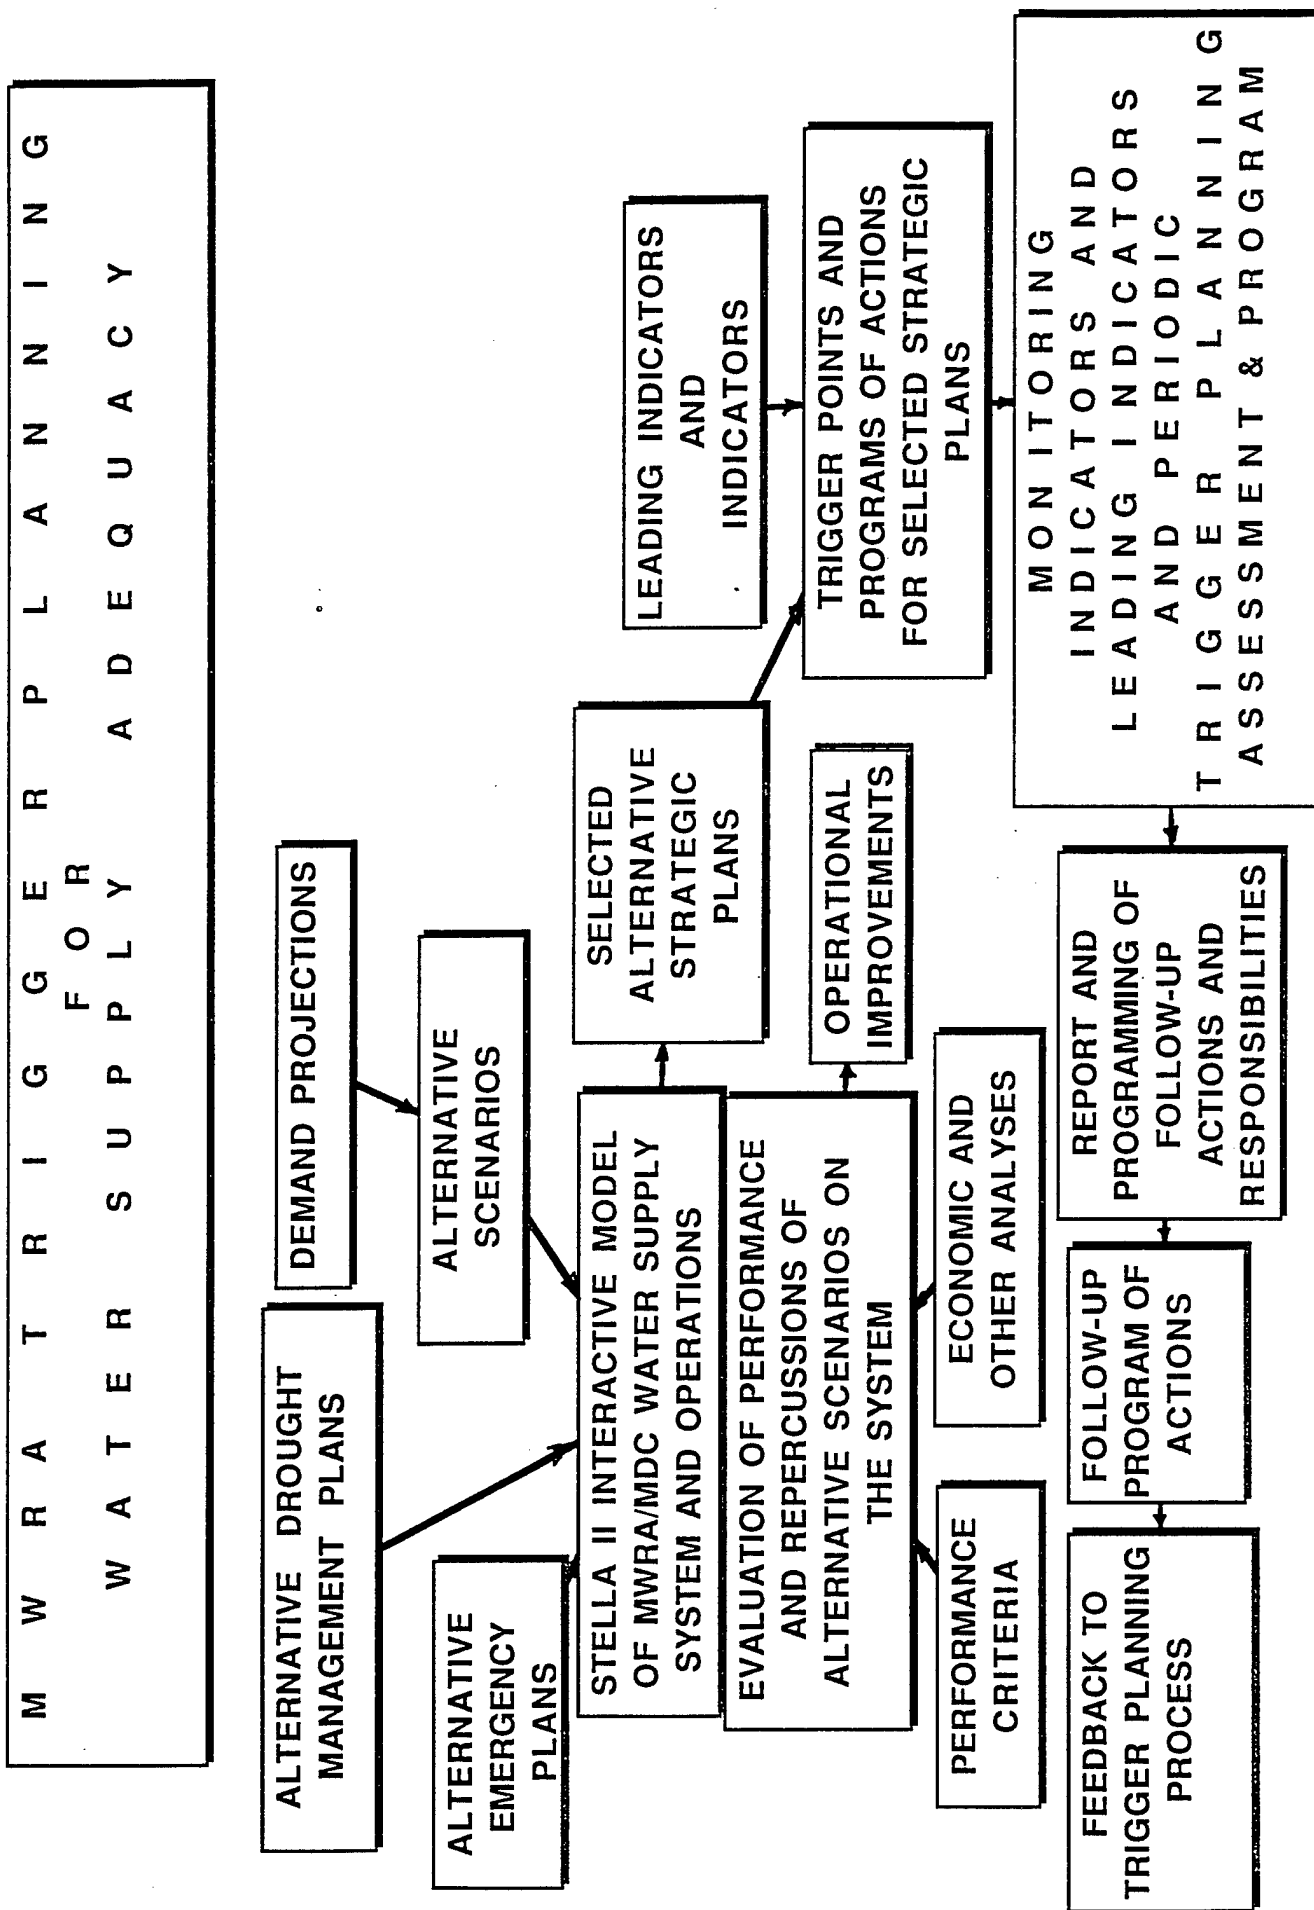 M W R A T R I G G E R P L A N N I N G
F O R
W A T E R S U P P L Y A D E Q U A C Y
ALTERNATIVE DROUGHT
MANAGEMENT PLANS
DEMAND PROJECTIONS
ALTERNATIVE
EMERGENCY
PLANS
ALTERNATIVE
SCENARIOS
STELLA II INTERACTIVE MODEL
OF MWRA/MDC WATER SUPPLY
SYSTEM AND OPERATIONS
SELECTED
ALTERNATIVE
STRATEGIC
PLANS
LEADING INDICATORS
AND
INDICATORS
EVALUATION OF PERFORMANCE
AND REPERCUSSIONS OF
ALTERNATIVE SCENARIOS ON
THE SYSTEM
OPERATIONAL
IMPROVEMENTS
TRIGGER POINTS AND
PROGRAMS OF ACTIONS
FOR SELECTED STRATEGIC
PLANS
PERFORMANCE
CRITERIA
ECONOMIC AND
OTHER ANALYSES
FEEDBACK TO
TRIGGER PLANNING
PROCESS
FOLLOW-UP
PROGRAM OF
ACTIONS
REPORT AND
PROGRAMMING OF
FOLLOW-UP
ACTIONS AND
RESPONSIBILITIES
M O N I T O R I N G
I N D I C A T O R S A N D
L E A D I N G I N D I C A T O R S
A N D P E R I O D I C
T R I G G E R P L A N N I N G
A S S E S S M E N T & P R O G R A M